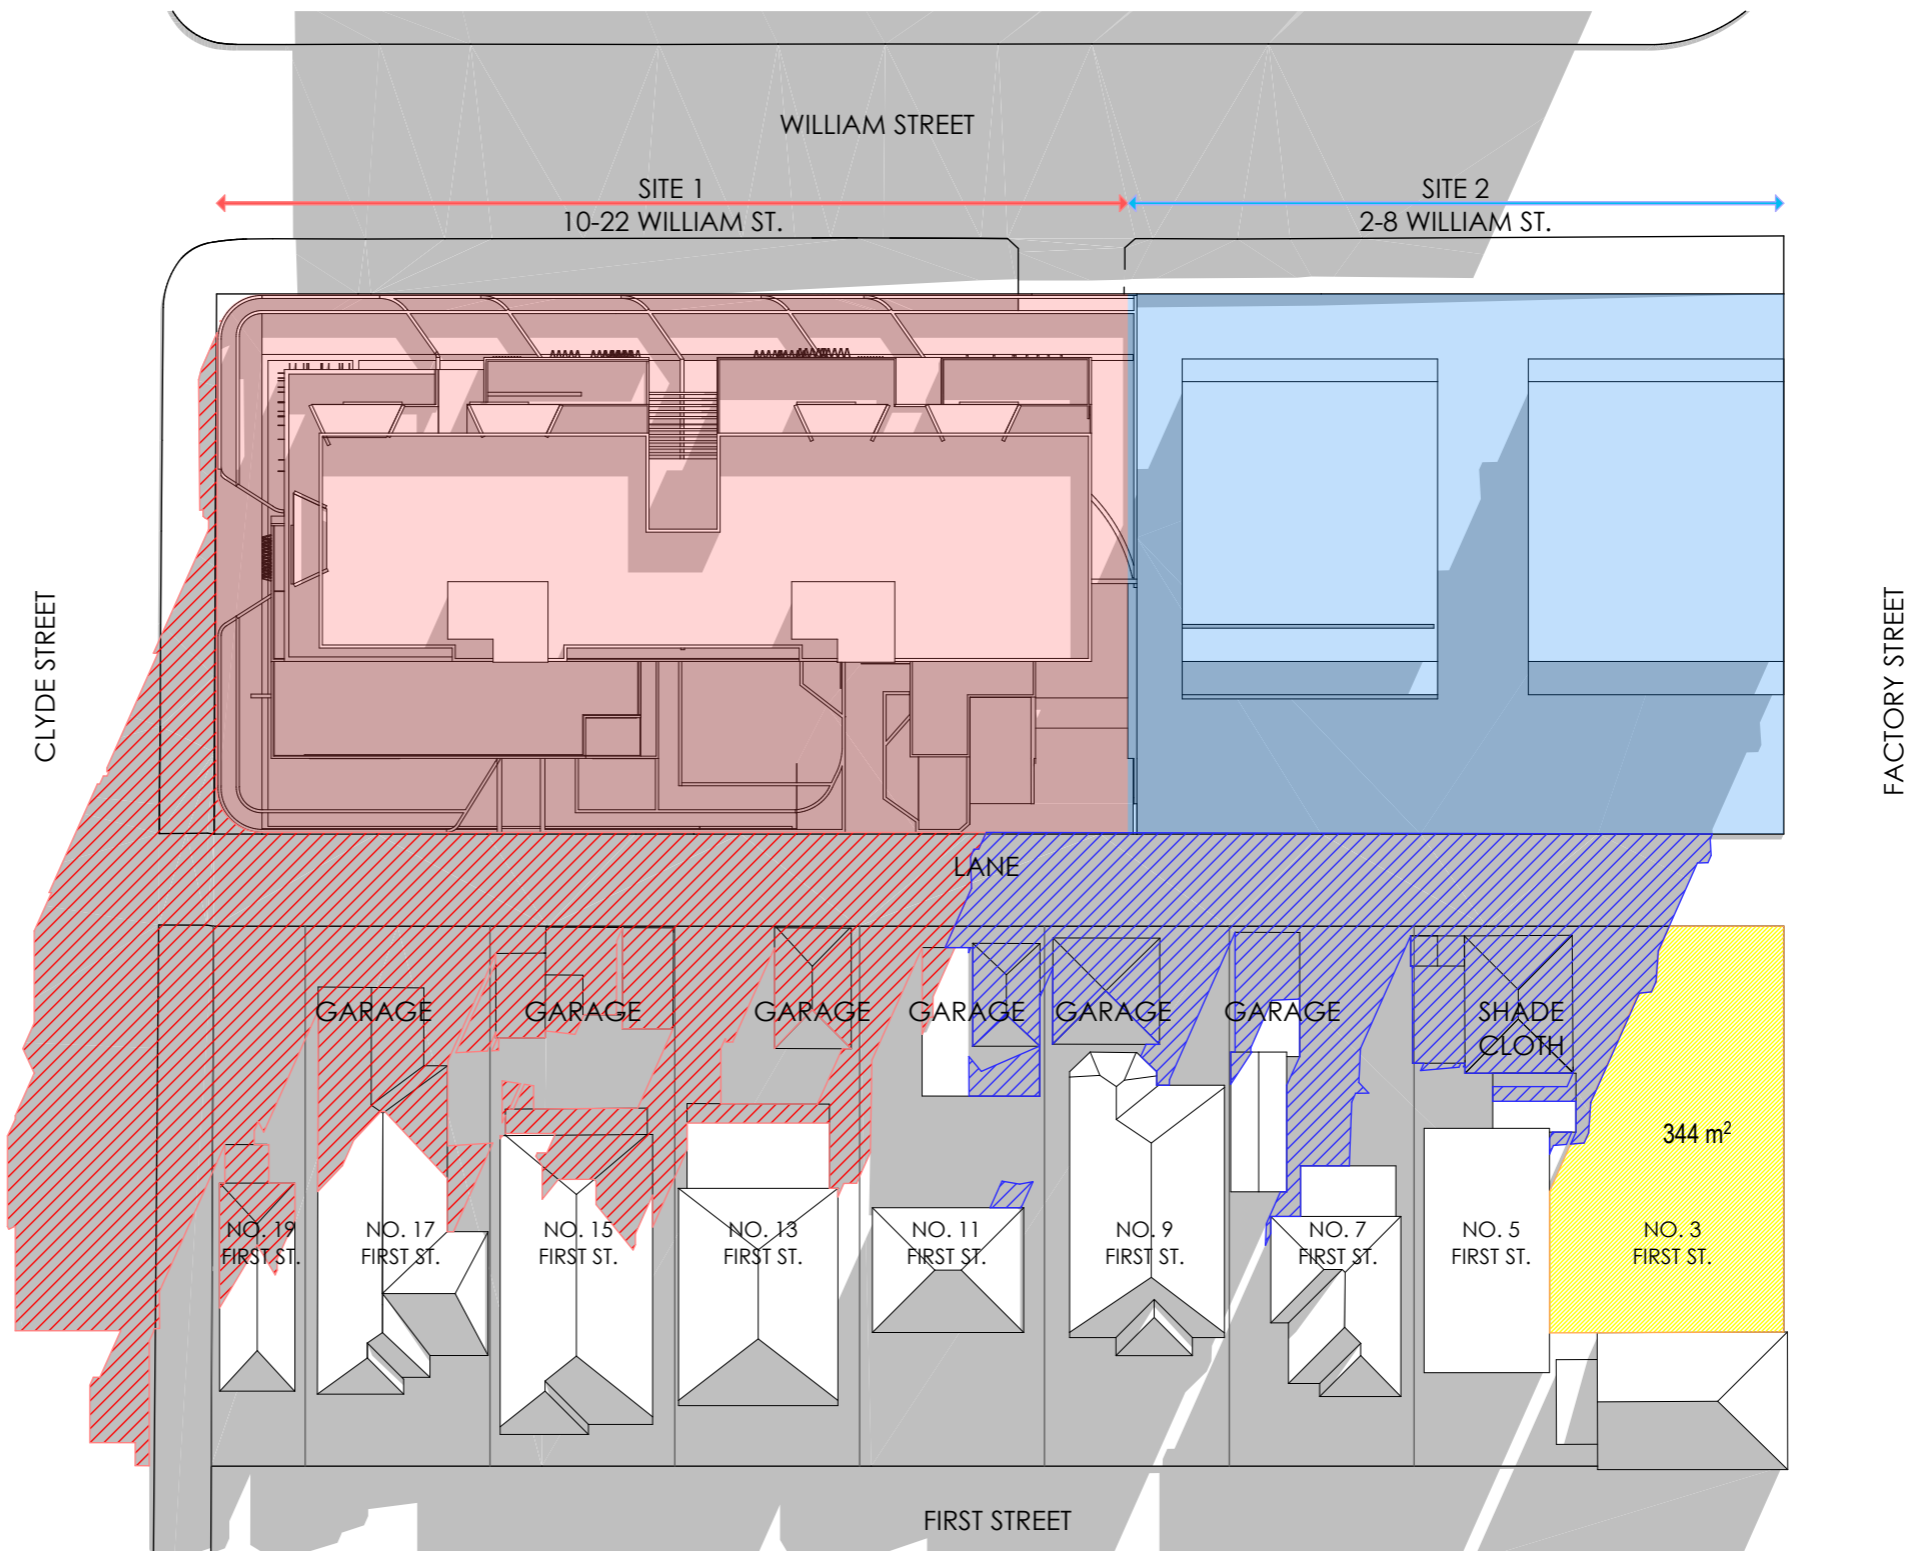 WILLIAM STREET
SITE 1
10-22 WILLIAM ST.
SITE 2
2-8 WILLIAM ST.
CLYDE STREET
FACTORY STREET
LANE
GARAGE
GARAGE
GARAGE
GARAGE
GARAGE
GARAGE
SHADE
CLOTH
344 m²
NO. 19
FIRST ST.
NO. 17
FIRST ST.
NO. 15
FIRST ST.
NO. 13
FIRST ST.
NO. 11
FIRST ST.
NO. 9
FIRST ST.
NO. 7
FIRST ST.
NO. 5
FIRST ST.
NO. 3
FIRST ST.
FIRST STREET